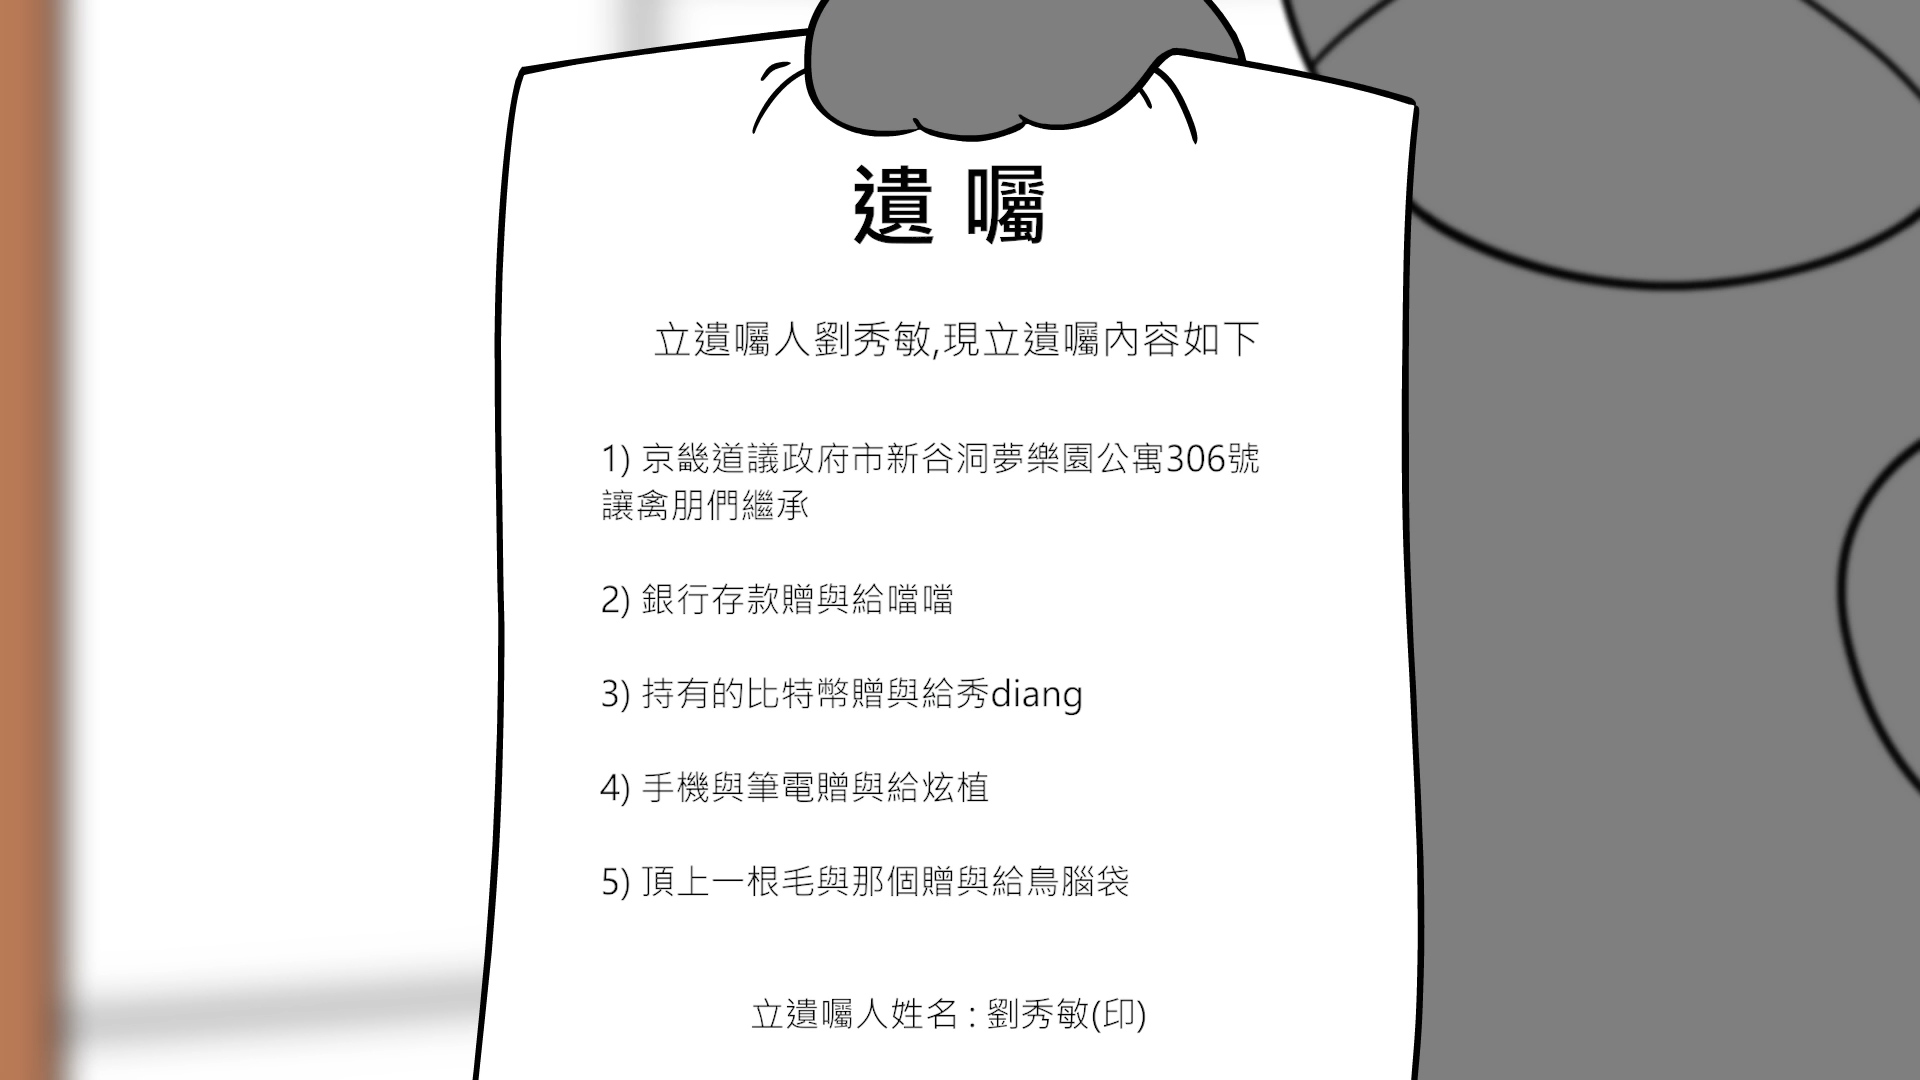 遺囑
立遺囑人劉秀敏,現立遺囑內容如下
1) 京畿道議政府市新谷洞夢樂園公寓306號
讓禽朋們繼承
2) 銀行存款贈與給噹噹
3) 持有的比特幣贈與給秀diang
4) 手機與筆電贈與給炫植
5) 頂上一根毛與那個贈與給鳥腦袋
立遺囑人姓名 : 劉秀敏(印)